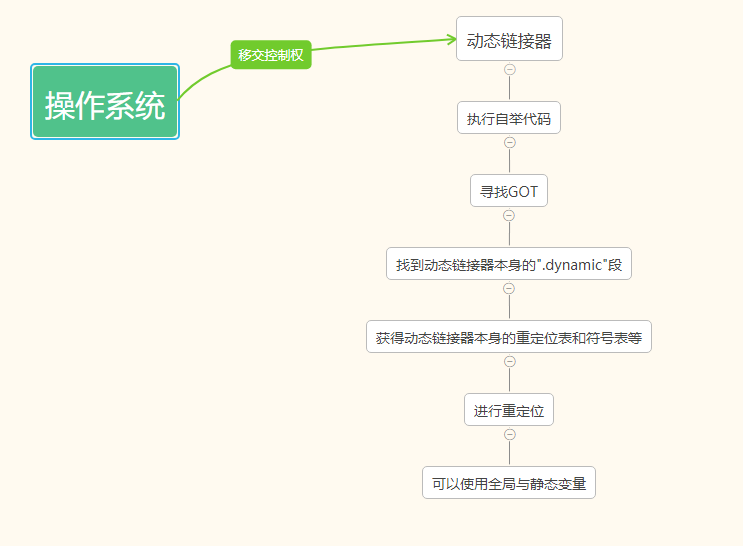 操作系统
移交控制权
动态链接器
执行自举代码
寻找GOT
找到动态链接器本身的".dynamic"段
获得动态链接器本身的重定位表和符号表等
进行重定位
可以使用全局与静态变量